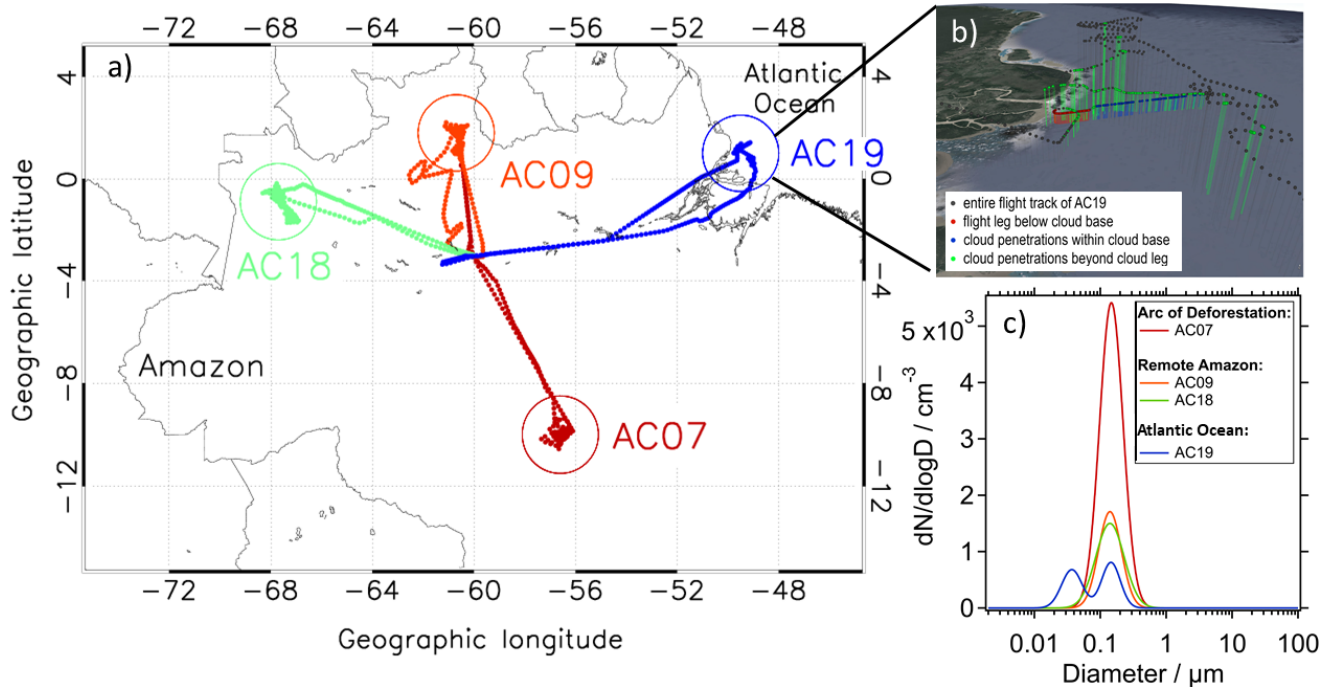 −72 −68 −64 −60 −56 −52 −48
a)
4
0
−4
−8
−12
4
0
−4
−8
−12
Atlantic
Ocean
AC09
AC19
AC18
AC07
Amazon
−72 −68 −64 −60 −56 −52 −48
Geographic longitude
Geographic latitude
b)
entire flight track of AC19
flight leg below cloud base
cloud penetrations within cloud base
cloud penetrations beyond cloud leg
c)
5 x10³
4
3
2
1
0
dN/dlogD / cm⁻³
Arc of Deforestation:
AC07
Remote Amazon:
AC09
AC18
Atlantic Ocean:
AC19
0.01 0.1 1 10 100
Diameter / µm